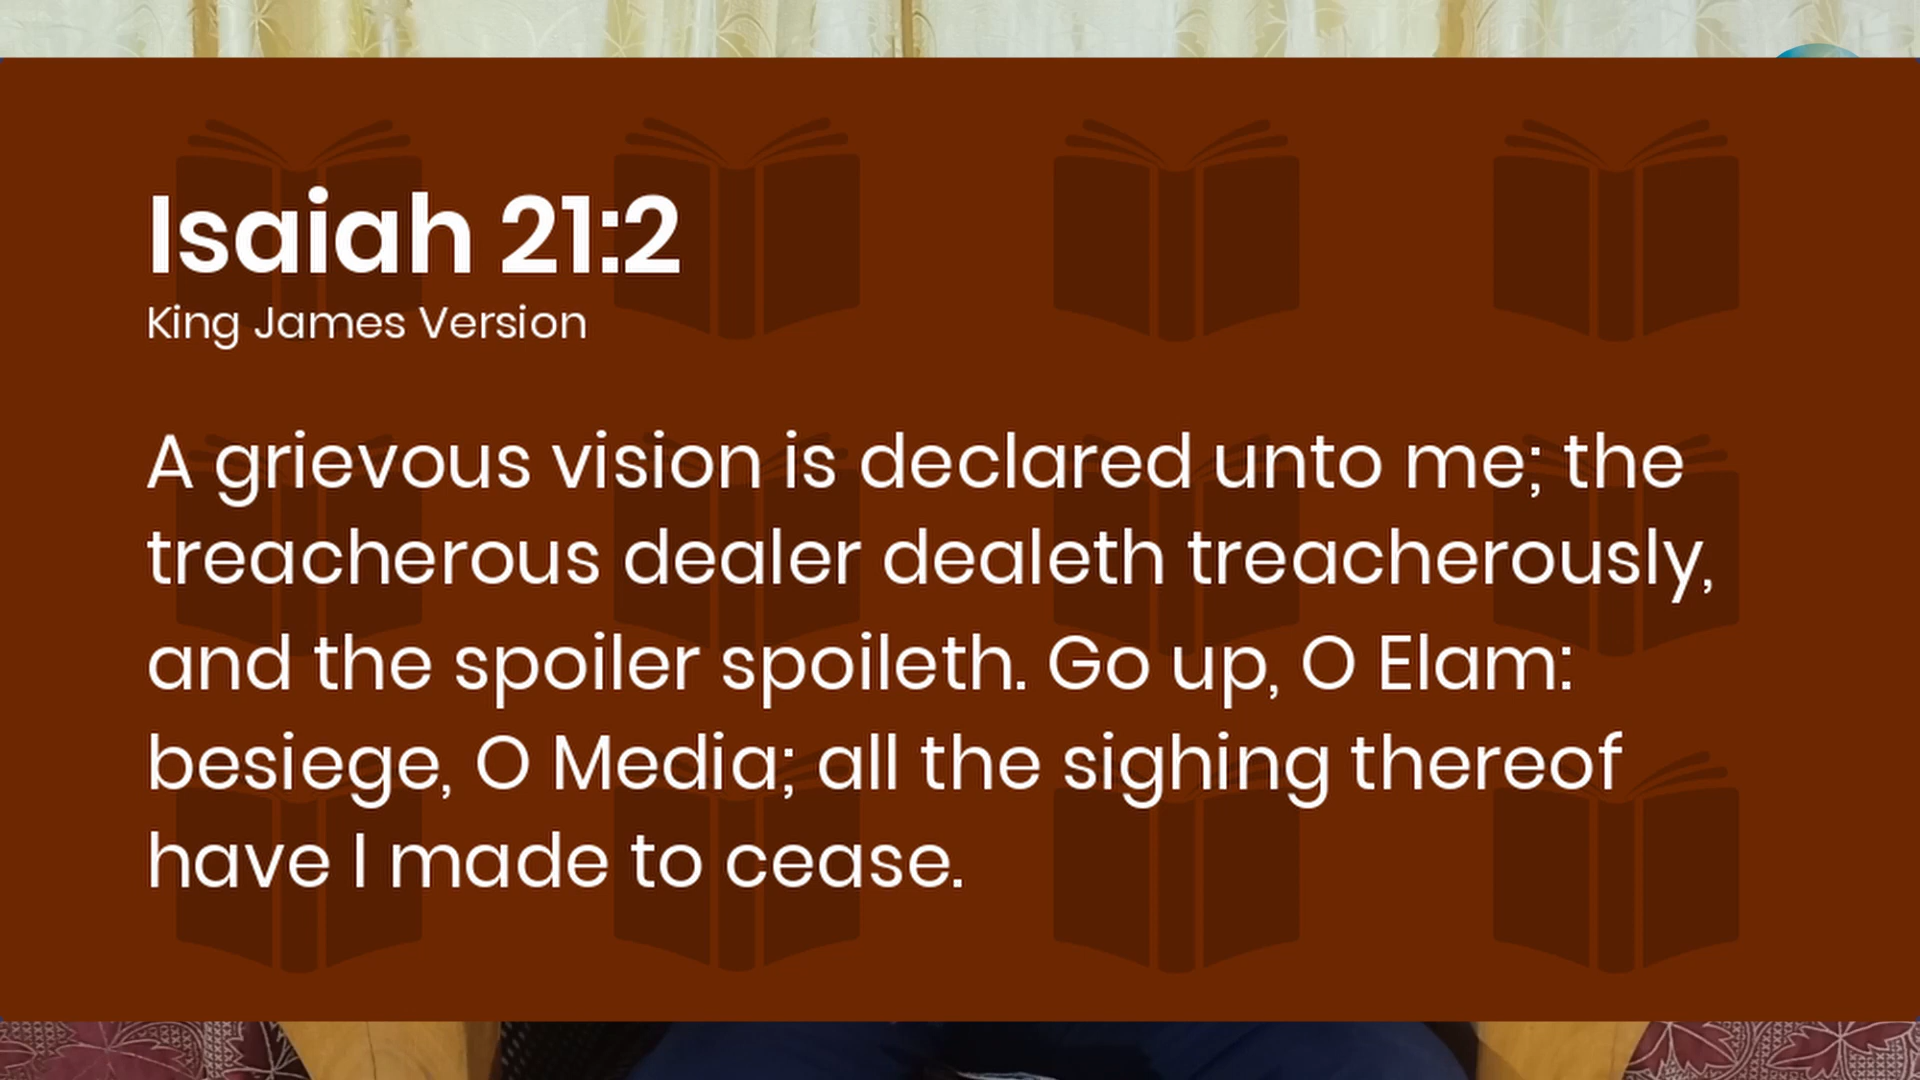 Isaiah 21:2
King James Version
A grievous vision is declared unto me; the
treacherous dealer dealeth treacherously,
and the spoiler spoileth. Go up, O Elam:
besiege, O Media; all the sighing thereof
have I made to cease.